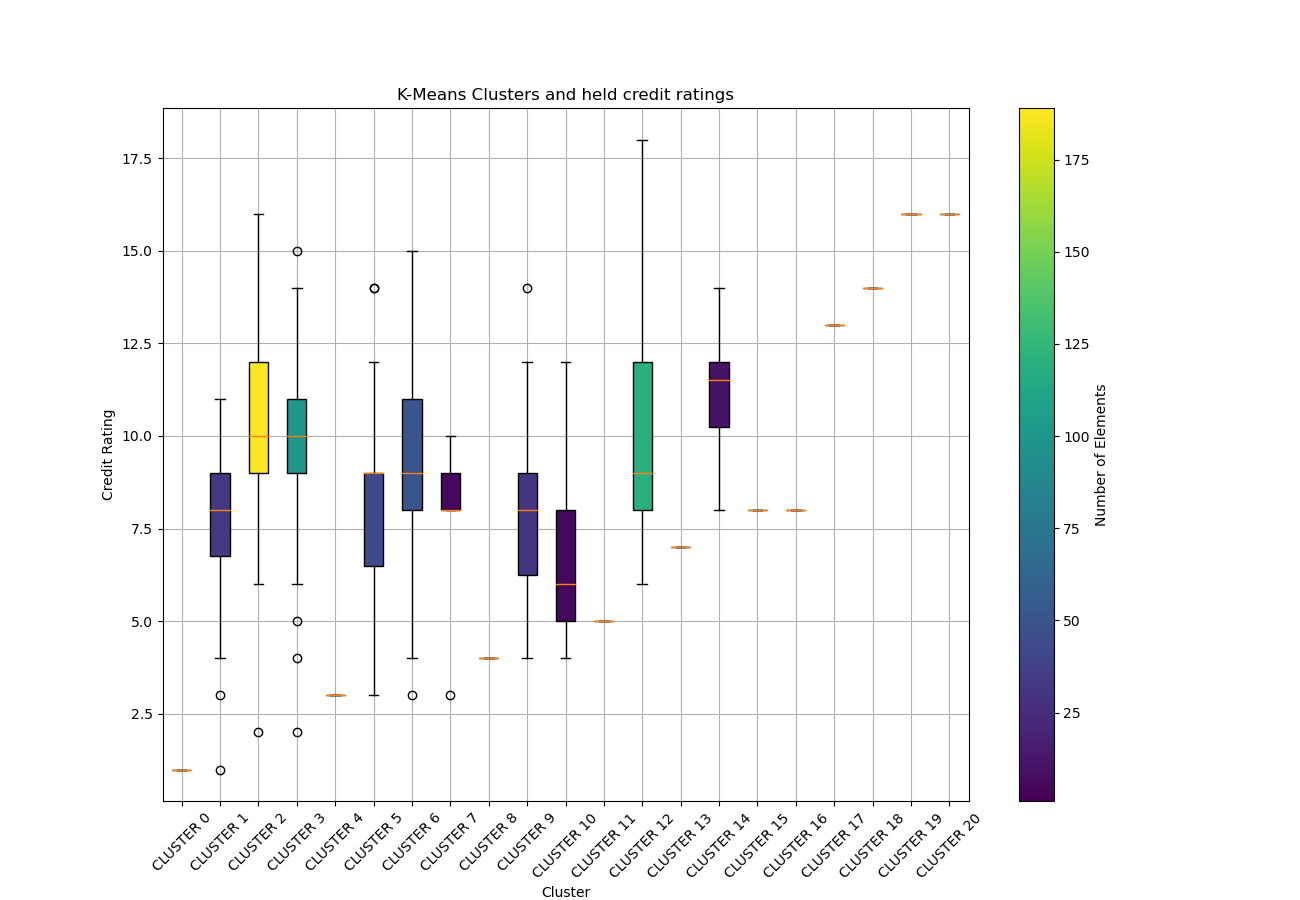 K-Means Clusters and held credit ratings
Credit Rating
17.5
15.0
12.5
10.0
7.5
5.0
2.5
CLUSTER 0
CLUSTER 1
CLUSTER 2
CLUSTER 3
CLUSTER 4
CLUSTER 5
CLUSTER 6
CLUSTER 7
CLUSTER 8
CLUSTER 9
CLUSTER 10
CLUSTER 11
CLUSTER 12
CLUSTER 13
CLUSTER 14
CLUSTER 15
CLUSTER 16
CLUSTER 17
CLUSTER 18
CLUSTER 19
CLUSTER 20
Cluster
175
150
125
100
75
50
25
Number of Elements